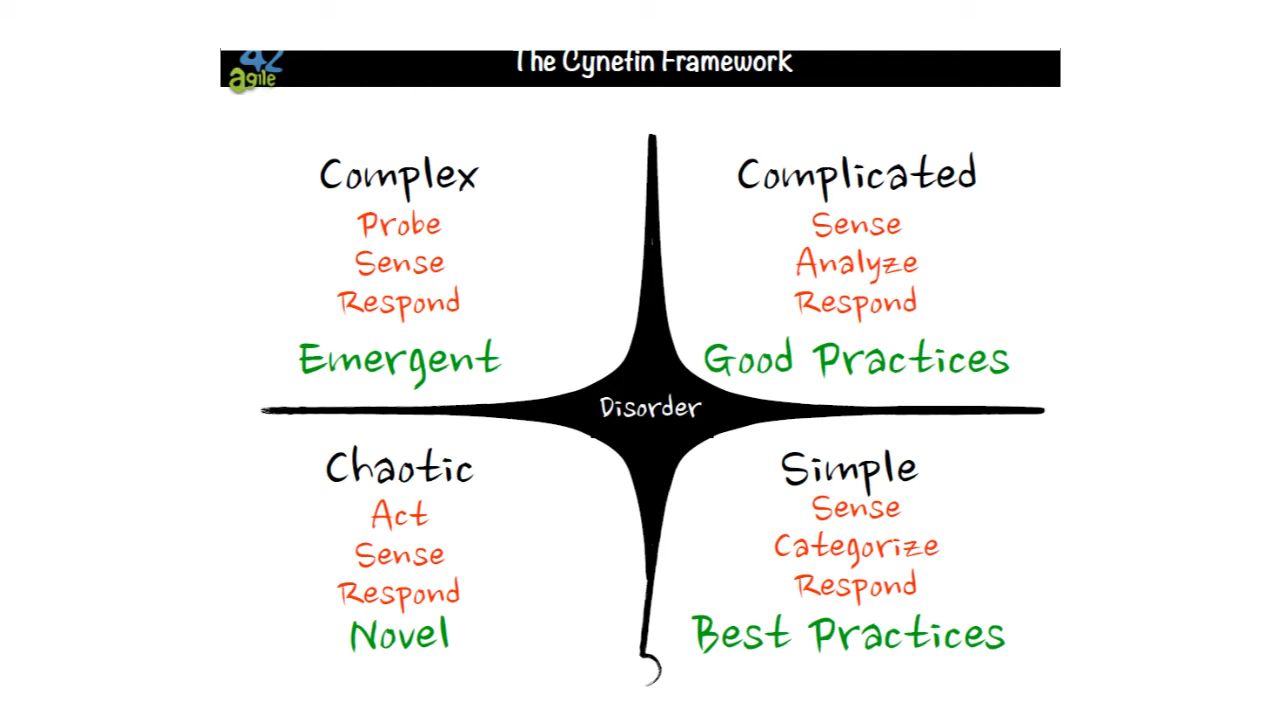 42
agile
The Cynefin Framework
Complex
Probe
Sense
Respond
Emergent
Complicated
Sense
Analyze
Respond
Good Practices
Disorder
Chaotic
Act
Sense
Respond
Novel
Simple
Sense
Categorize
Respond
Best Practices